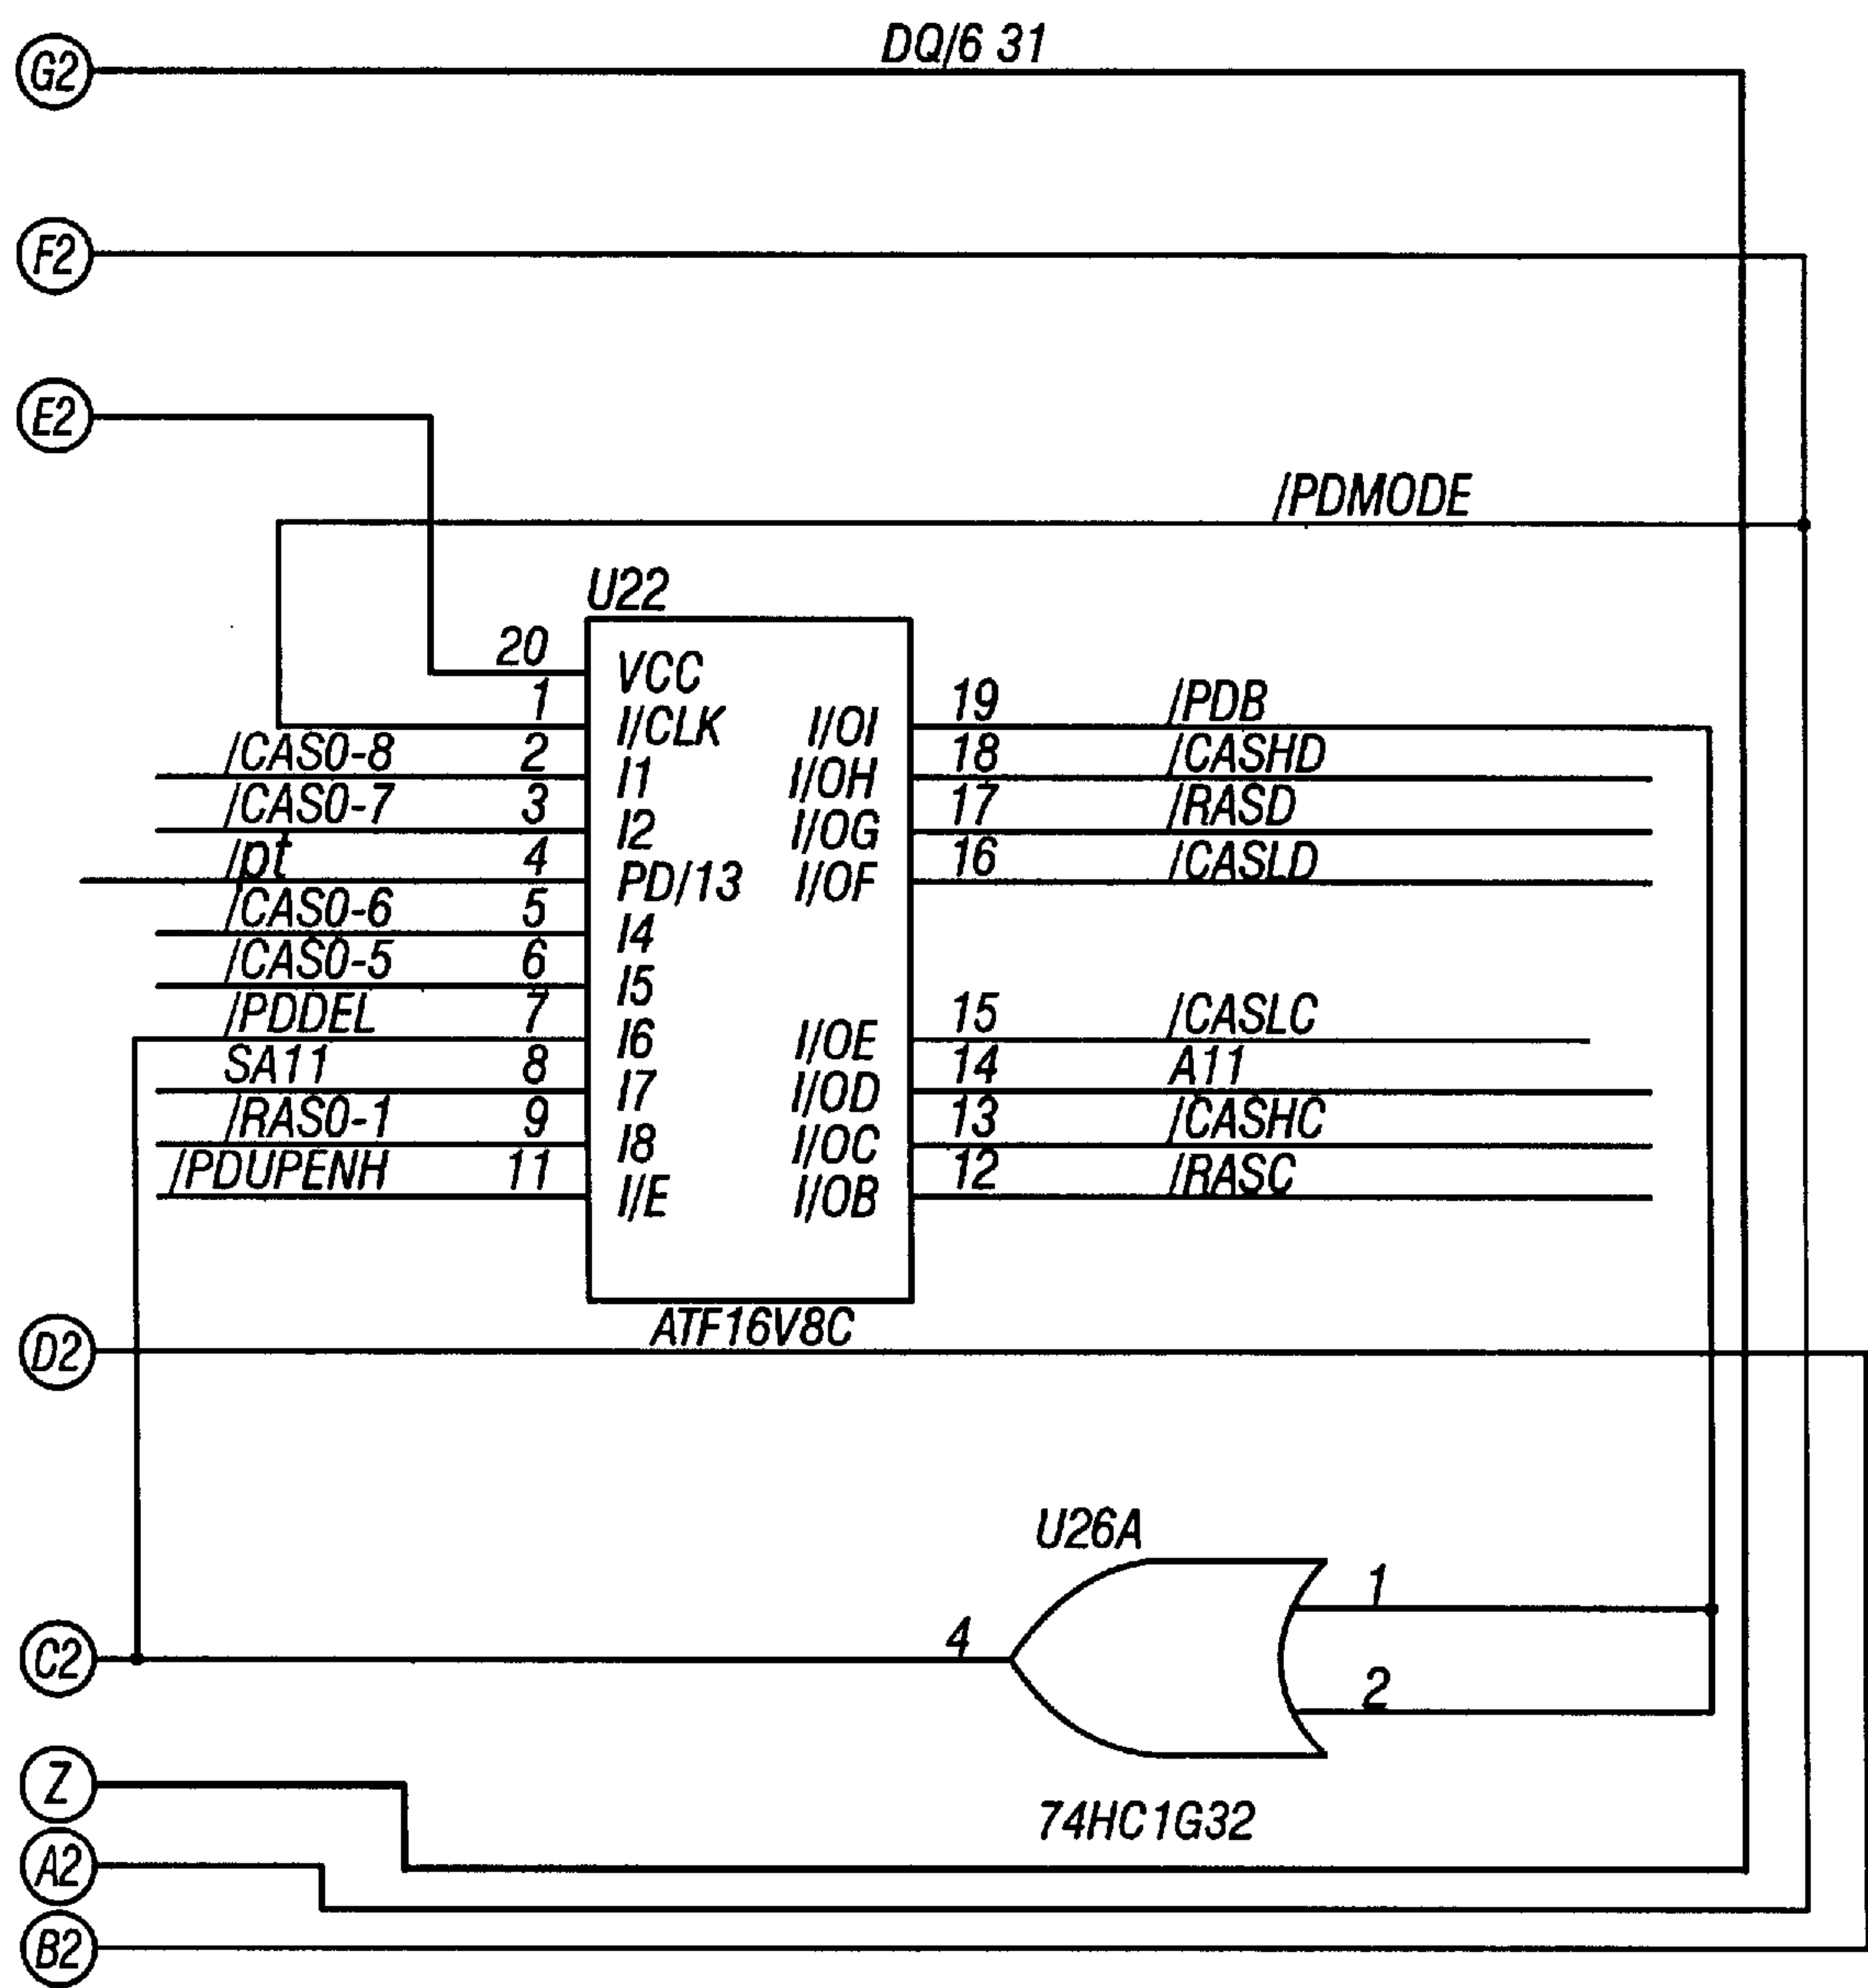 G2 DQ/6 31
F2
E2
/PDMODE
U22
20 VCC
1 I/CLK I/OI 19 /PDB
/CAS0-8 2 I1 I/OH 18 /CASHD
/CAS0-7 3 I2 I/OG 17 /RASD
/pt 4 PD/13 I/OF 16 /CASLD
/CAS0-6 5 I4
/CAS0-5 6 I5
/PDDEL 7 I6 I/OE 15 /CASLC
SA11 8 I7 I/OD 14 A11
/RAS0-1 9 I8 I/OC 13 /CASHC
/PDUPENH 11 I/E I/OB 12 /RASC
ATF16V8C
D2
U26A
1
C2 4
2
Z
74HC1G32
A2
B2